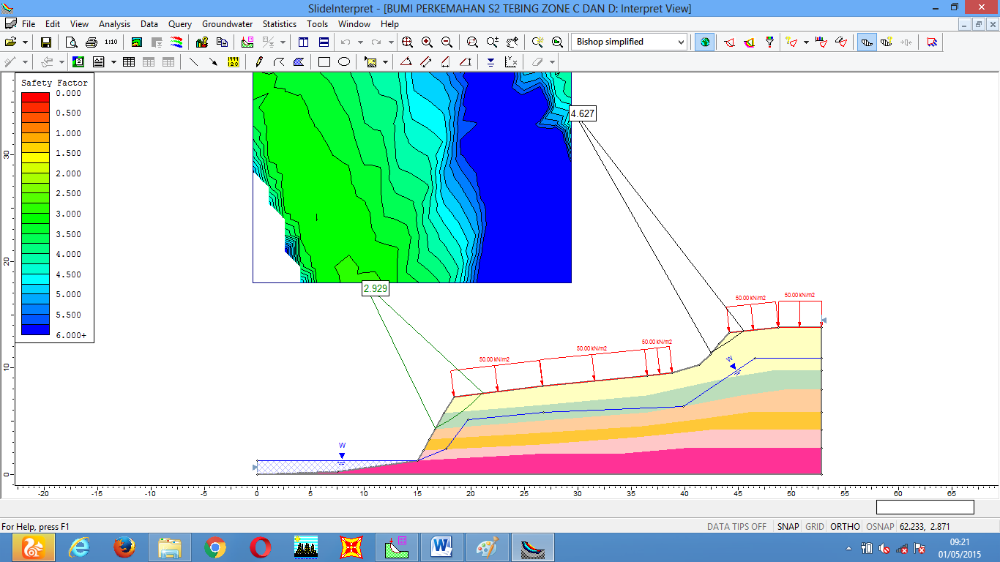 SlideInterpret - [BUMI PERKEMAHAN S2 TEBING ZONE C DAN D: Interpret View]
File Edit View Analysis Data Query Groundwater Statistics Tools Window Help
1:10
Bishop simplified
123
Safety Factor
0.000
0.500
1.000
1.500
2.000
2.500
3.000
3.500
4.000
4.500
5.000
5.500
6.000+
4.627
2.929
50.00 kN/m2
50.00 kN/m2
50.00 kN/m2
50.00 kN/m2
50.00 kN/m2
W
W
30
20
10
0
-20 -15 -10 -5 0 5 10 15 20 25 30 35 40 45 50 55 60 65
For Help, press F1
DATA TIPS OFF SNAP GRID ORTHO OSNAP 62.233, 2.871
09:21
01/05/2015